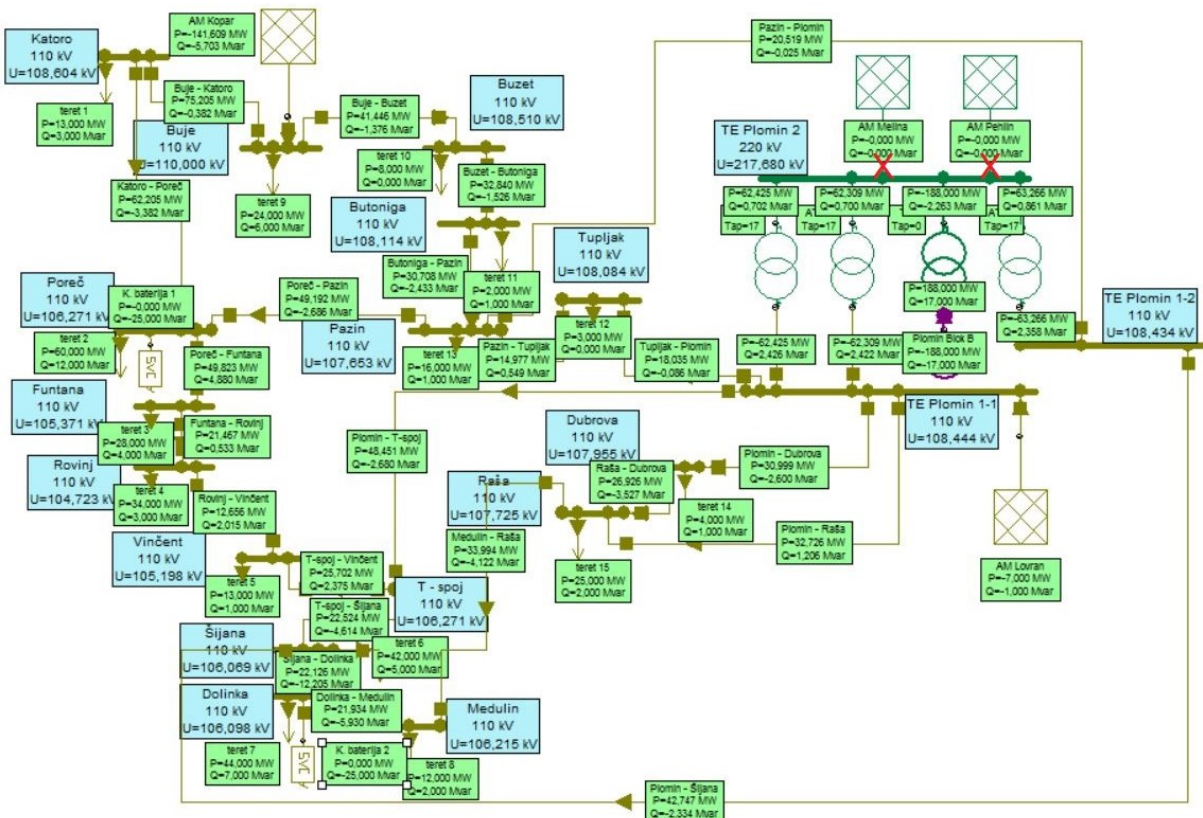 AM Kopar
P=-141,609 MW
Q=-5,703 Mvar
Katoro
110 kV
U=108,604 kV
teret 1
P=13,000 MW
Q=3,000 Mvar
Buje - Katoro
P=75,205 MW
Q=-0,382 Mvar
Buje
110 kV
U=110,000 kV
Katoro - Poreč
P=62,205 MW
Q=-3,382 Mvar
Buje - Buzet
P=41,446 MW
Q=-1,376 Mvar
Buzet
110 kV
U=108,510 kV
teret 10
P=8,000 MW
Q=0,000 Mvar
teret 9
P=24,000 MW
Q=6,000 Mvar
Buzet - Butoniga
P=32,840 MW
Q=-1,526 Mvar
Butoniga
110 kV
U=108,114 kV
Butoniga - Pazin
P=30,708 MW
Q=-2,433 Mvar
teret 11
P=2,000 MW
Q=1,000 Mvar
Pazin - Plomin
P=20,519 MW
Q=-0,025 Mvar
TE Plomin 2
220 kV
U=217,680 kV
AM Melina
P=-0,000 MW
Q=-0,000 Mvar
AM Pehlin
P=-0,000 MW
Q=-0,000 Mvar
P=62,425 MW
Q=0,702 Mvar
Tap=17
P=62,309 MW
Q=0,700 Mvar
Tap=17
P=-188,000 MW
Q=-2,263 Mvar
Tap=0
P=63,266 MW
Q=0,861 Mvar
Tap=17
P=188,000 MW
Q=17,000 Mvar
Plomin Blok B
P=-188,000 MW
Q=-17,000 Mvar
P=-62,425 MW
Q=2,426 Mvar
P=-62,309 MW
Q=2,422 Mvar
P=-63,266 MW
Q=2,358 Mvar
TE Plomin 1-2
110 kV
U=108,434 kV
Tupljak
110 kV
U=108,084 kV
teret 12
P=3,000 MW
Q=0,000 Mvar
Poreč
110 kV
U=106,271 kV
K. baterija 1
P=-0,000 MW
Q=-25,000 Mvar
teret 2
P=60,000 MW
Q=12,000 Mvar
SVC
Poreč - Pazin
P=49,192 MW
Q=-2,686 Mvar
Pazin
110 kV
U=107,653 kV
teret 13
P=16,000 MW
Q=1,000 Mvar
Pazin - Tupljak
P=14,977 MW
Q=0,549 Mvar
Tupljak - Plomin
P=18,035 MW
Q=-0,086 Mvar
Poreč - Funtana
P=49,823 MW
Q=4,880 Mvar
Funtana
110 kV
U=105,371 kV
teret 3
P=28,000 MW
Q=4,000 Mvar
Funtana - Rovinj
P=21,467 MW
Q=0,533 Mvar
Rovinj
110 kV
U=104,723 kV
teret 4
P=34,000 MW
Q=3,000 Mvar
Rovinj - Vinčent
P=12,656 MW
Q=2,015 Mvar
Plomin - T-spoj
P=48,451 MW
Q=-2,680 Mvar
TE Plomin 1-1
110 kV
U=108,444 kV
Dubrova
110 kV
U=107,955 kV
Raša - Dubrova
P=26,926 MW
Q=-3,527 Mvar
Plomin - Dubrova
P=30,999 MW
Q=-2,600 Mvar
Raša
110 kV
U=107,725 kV
teret 14
P=4,000 MW
Q=1,000 Mvar
Plomin - Raša
P=32,726 MW
Q=1,206 Mvar
Medulin - Raša
P=33,994 MW
Q=-4,122 Mvar
teret 15
P=25,000 MW
Q=2,000 Mvar
AM Lovran
P=-7,000 MW
Q=-1,000 Mvar
Vinčent
110 kV
U=105,198 kV
teret 5
P=13,000 MW
Q=1,000 Mvar
T-spoj - Vinčent
P=25,702 MW
Q=2,375 Mvar
T-spoj - Šijana
P=22,524 MW
Q=-4,614 Mvar
T - spoj
110 kV
U=106,271 kV
Šijana
110 kV
U=106,069 kV
teret 6
P=42,000 MW
Q=5,000 Mvar
Šijana - Dolinka
P=22,126 MW
Q=-12,205 Mvar
Dolinka
110 kV
U=106,098 kV
Dolinka - Medulin
P=21,934 MW
Q=-5,930 Mvar
Medulin
110 kV
U=106,215 kV
teret 7
P=44,000 MW
Q=7,000 Mvar
SVC
K. baterija 2
P=0,000 MW
Q=-25,000 Mvar
teret 8
P=12,000 MW
Q=2,000 Mvar
Plomin - Šijana
P=42,747 MW
Q=-2,334 Mvar